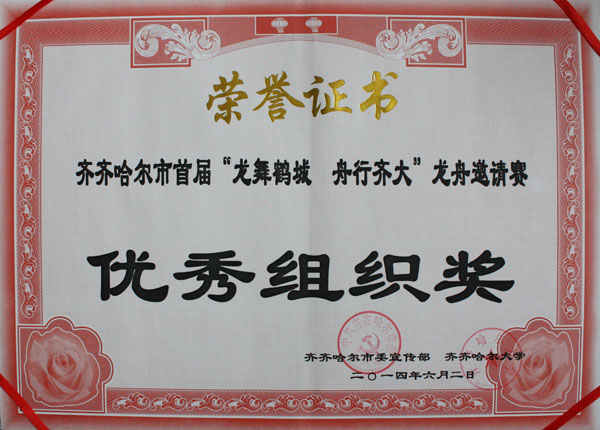 荣誉证书
齐齐哈尔市首届“龙舞鹤城 舟行齐大”龙舟邀请赛
优秀组织奖
齐齐哈尔市委宣传部 齐齐哈尔大学
二〇一四年六月二日